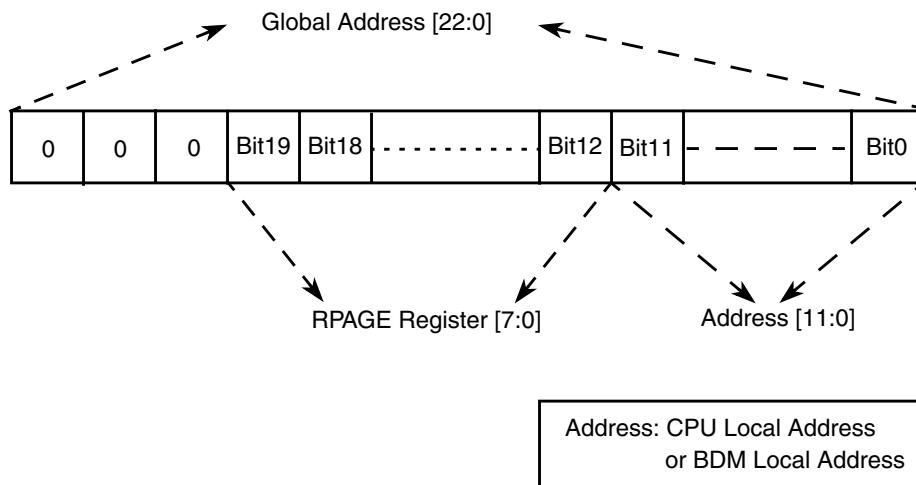 Global Address [22:0]
0 0 0 Bit19 Bit18 Bit12 Bit11 Bit0
RPAGE Register [7:0] Address [11:0]
Address: CPU Local Address
or BDM Local Address